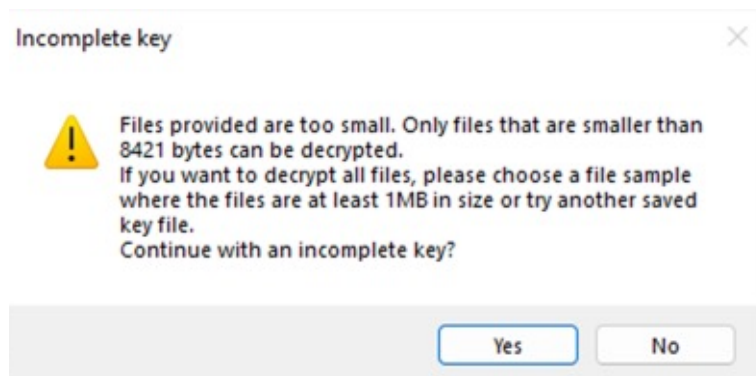 Incomplete key
Files provided are too small. Only files that are smaller than
8421 bytes can be decrypted.
If you want to decrypt all files, please choose a file sample
where the files are at least 1MB in size or try another saved
key file.
Continue with an incomplete key?
Yes
No